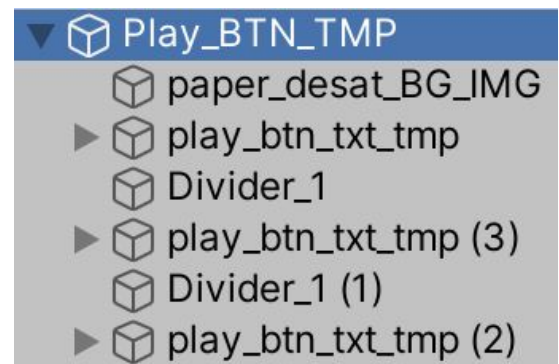 Play_BTN_TMP
paper_desat_BG_IMG
play_btn_txt_tmp
Divider_1
play_btn_txt_tmp (3)
Divider_1 (1)
play_btn_txt_tmp (2)